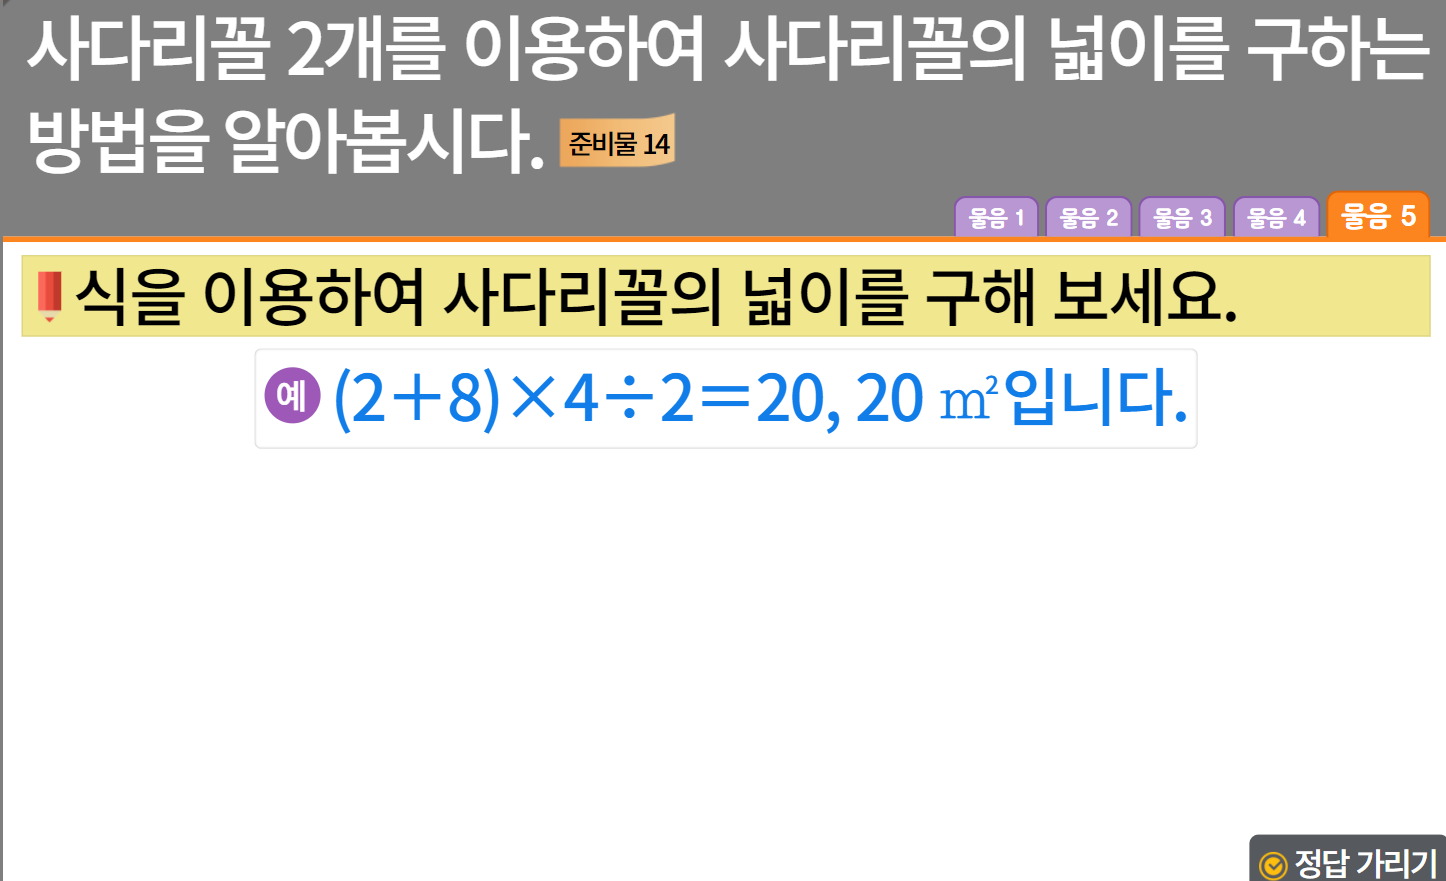 사다리꼴 2개를 이용하여 사다리꼴의 넓이를 구하는
방법을 알아봅시다. 준비물 14
물음 1 물음 2 물음 3 물음 4 물음 5
식을 이용하여 사다리꼴의 넓이를 구해 보세요.
예 (2+8)×4÷2=20, 20 m²입니다.
정답 가리기